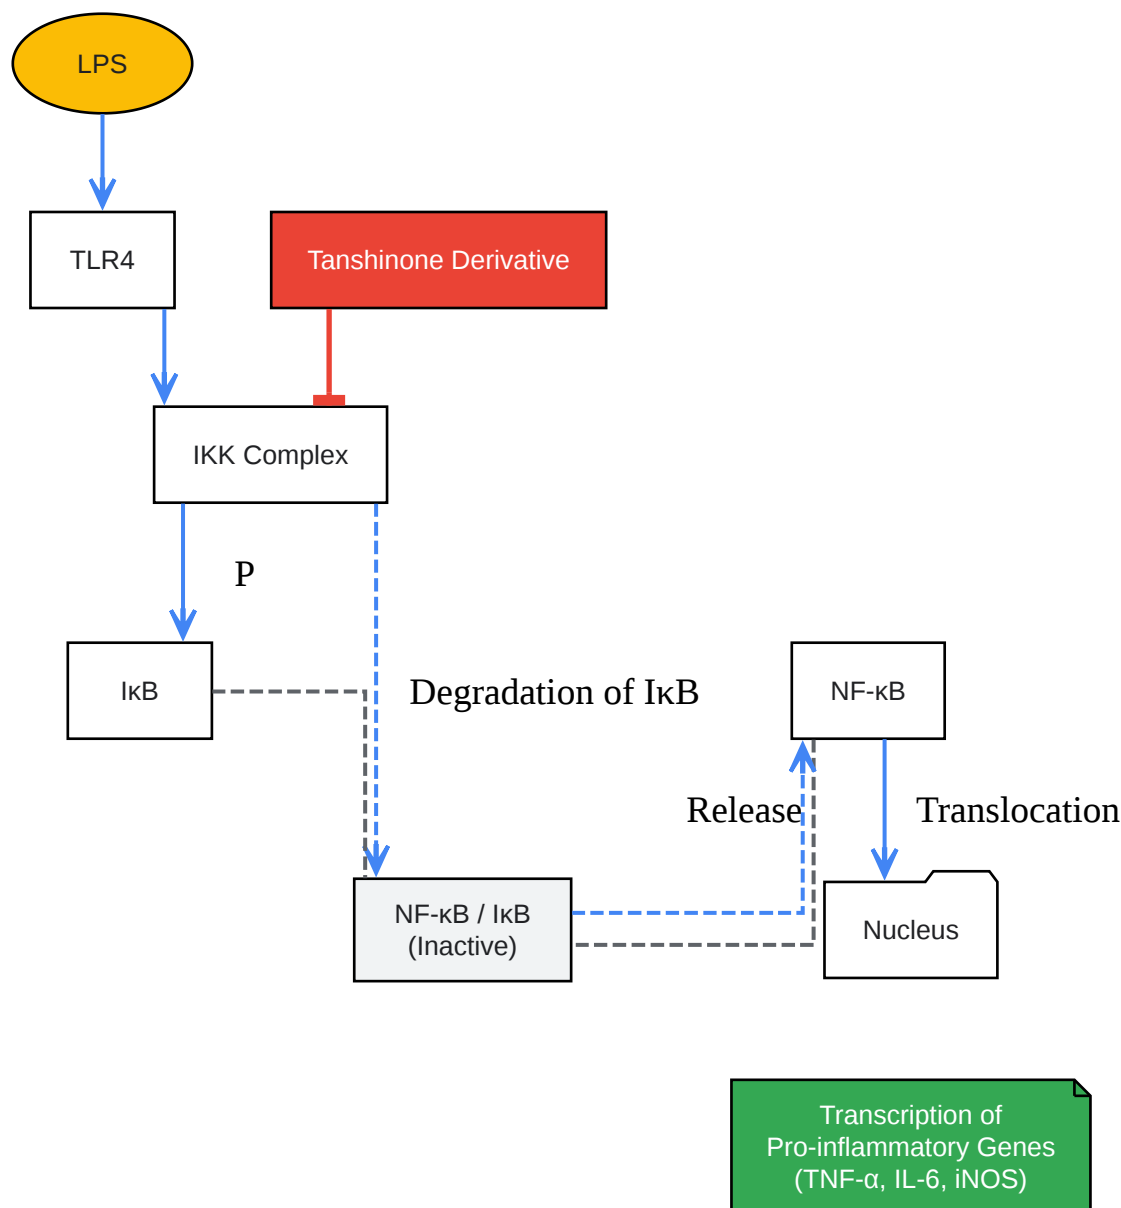 LPS
TLR4
Tanshinone Derivative
IKK Complex
P
IκB
Degradation of IκB
NF-κB
Release
Translocation
NF-κB / IκB
(Inactive)
Nucleus
Transcription of
Pro-inflammatory Genes
(TNF-α, IL-6, iNOS)